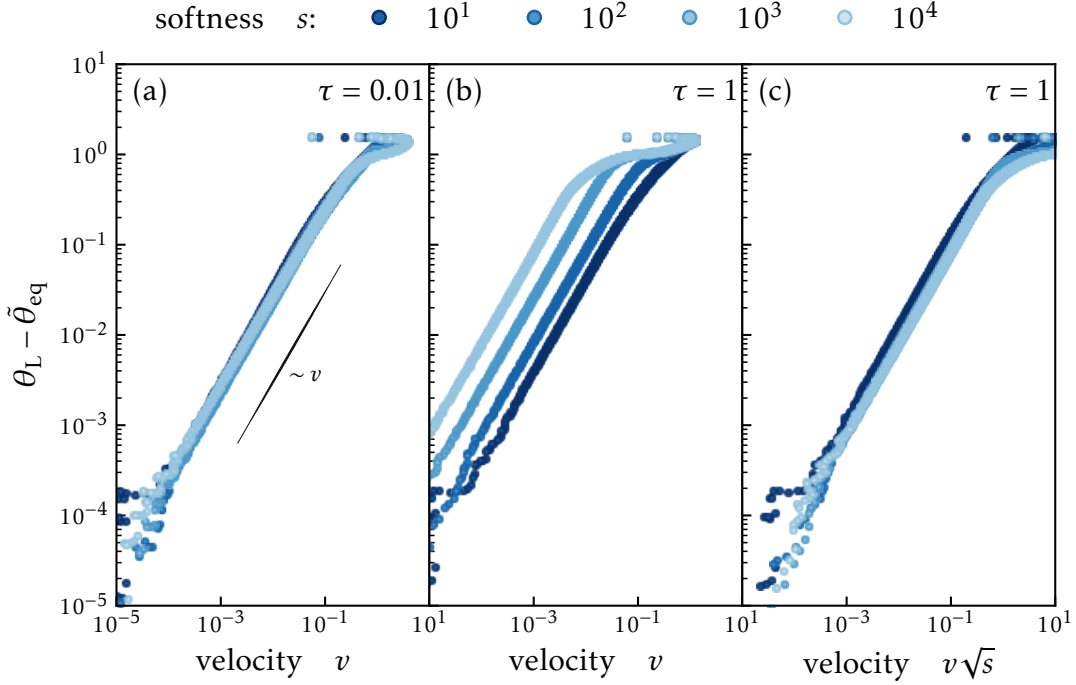 softness s: 10¹ 10² 10³ 10⁴
(a) τ = 0.01 (b) τ = 1 (c) τ = 1
10¹
10⁰
10⁻¹
10⁻²
10⁻³
10⁻⁴
10⁻⁵
θ_L − θ̃_eq
~ v
10⁻⁵ 10⁻³ 10⁻¹ 10¹ 10⁻³ 10⁻¹ 10¹ 10⁻³ 10⁻¹ 10¹
velocity v velocity v velocity v√s